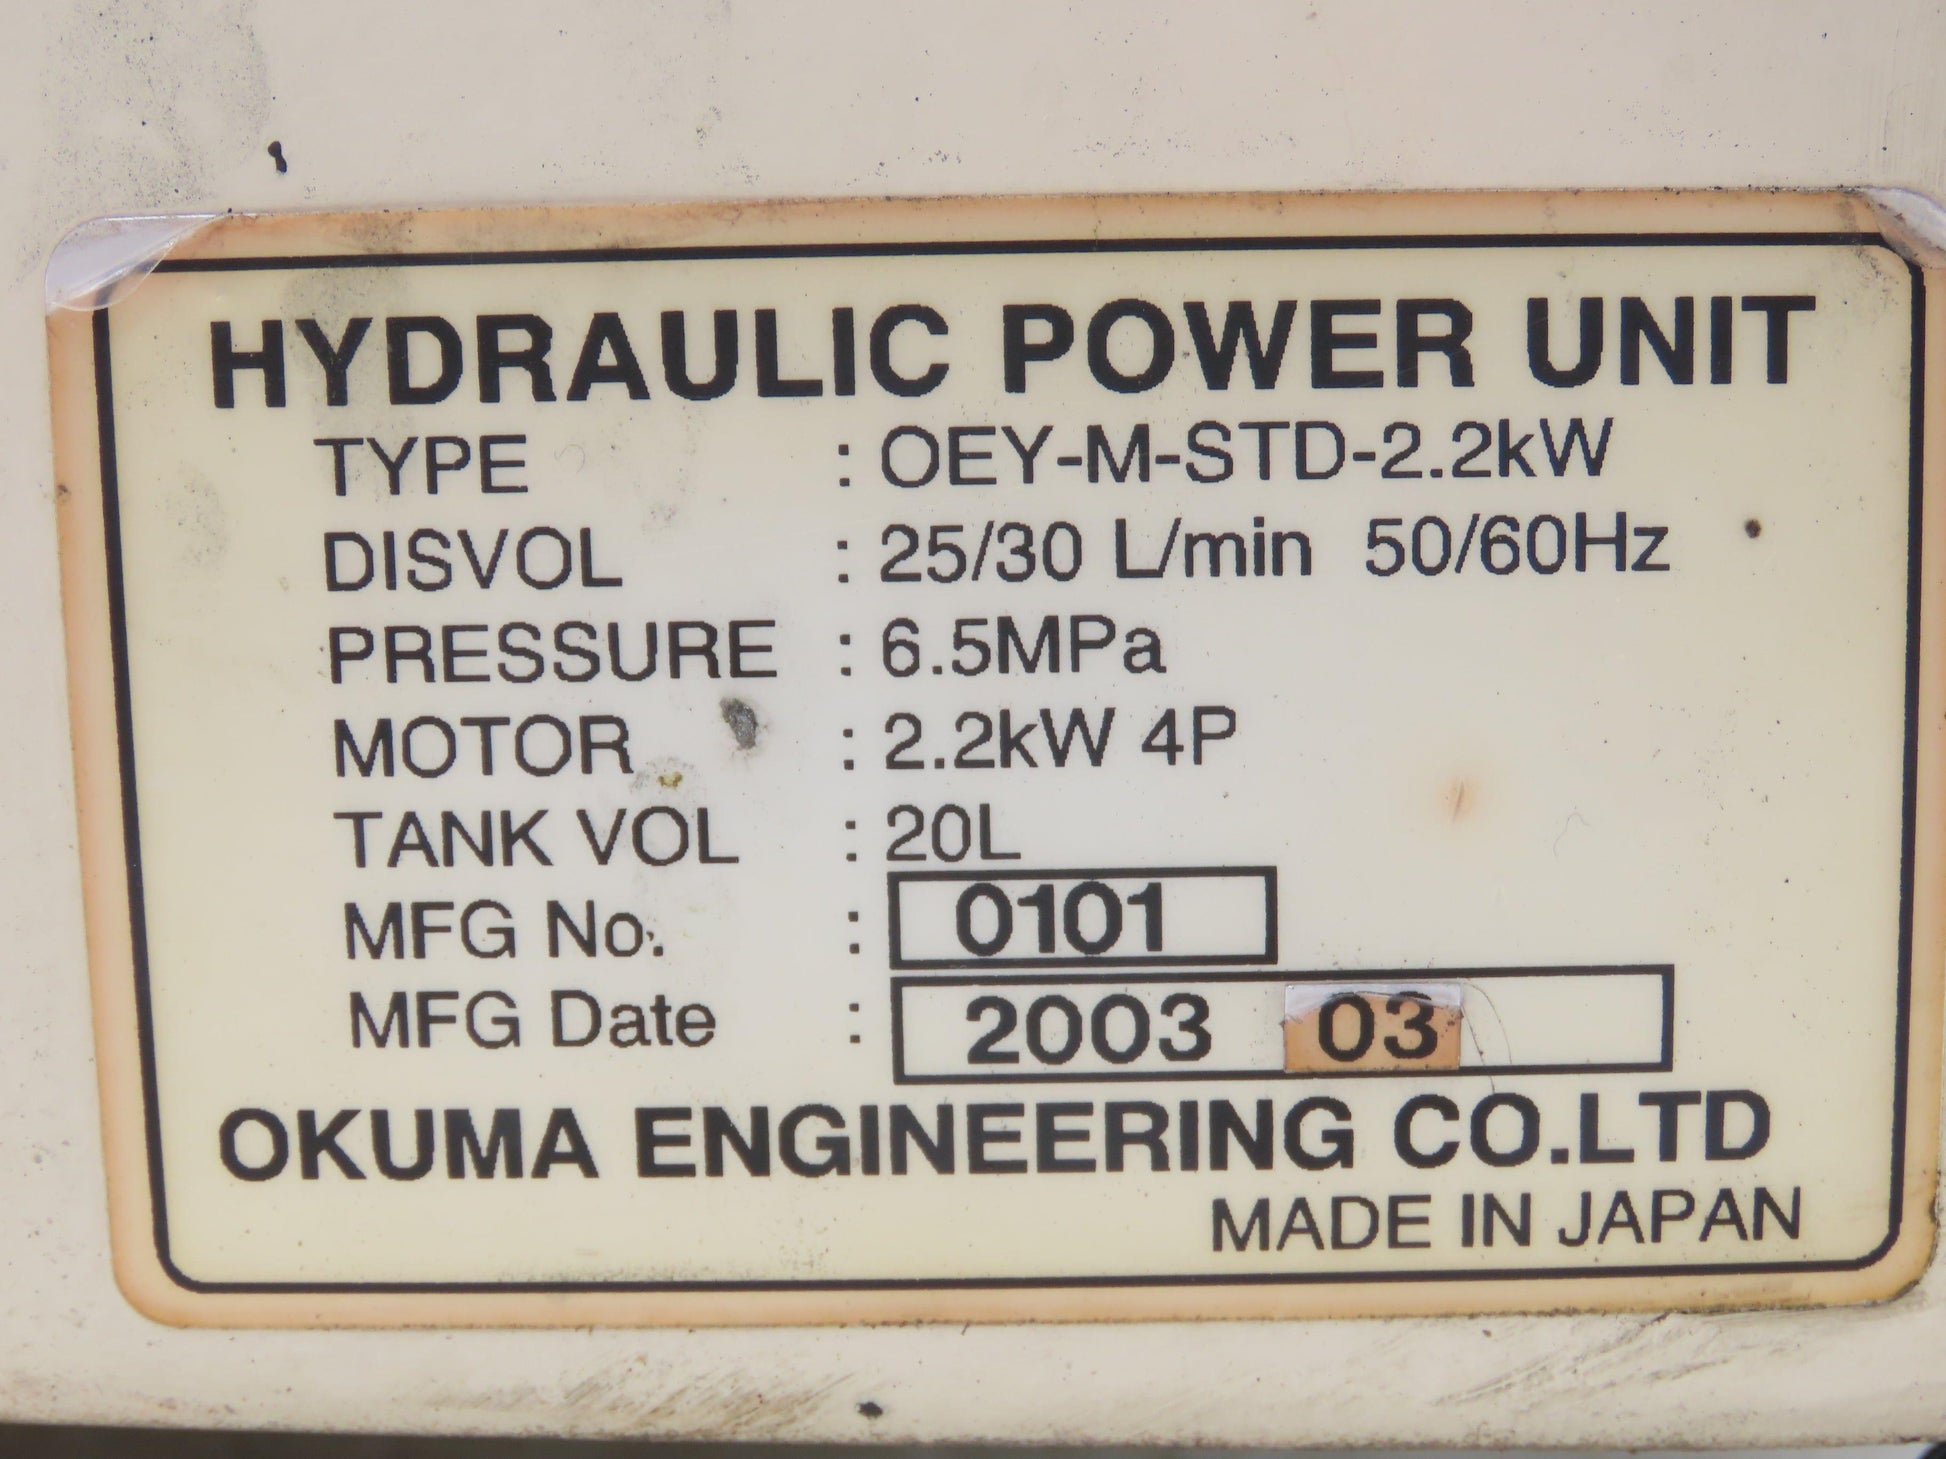 HYDRAULIC POWER UNIT
TYPE : OEY-M-STD-2.2kW
DISVOL : 25/30 L/min 50/60Hz
PRESSURE : 6.5MPa
MOTOR : 2.2kW 4P
TANK VOL : 20L
MFG No. : 0101
MFG Date : 2003 03
OKUMA ENGINEERING CO.LTD
MADE IN JAPAN